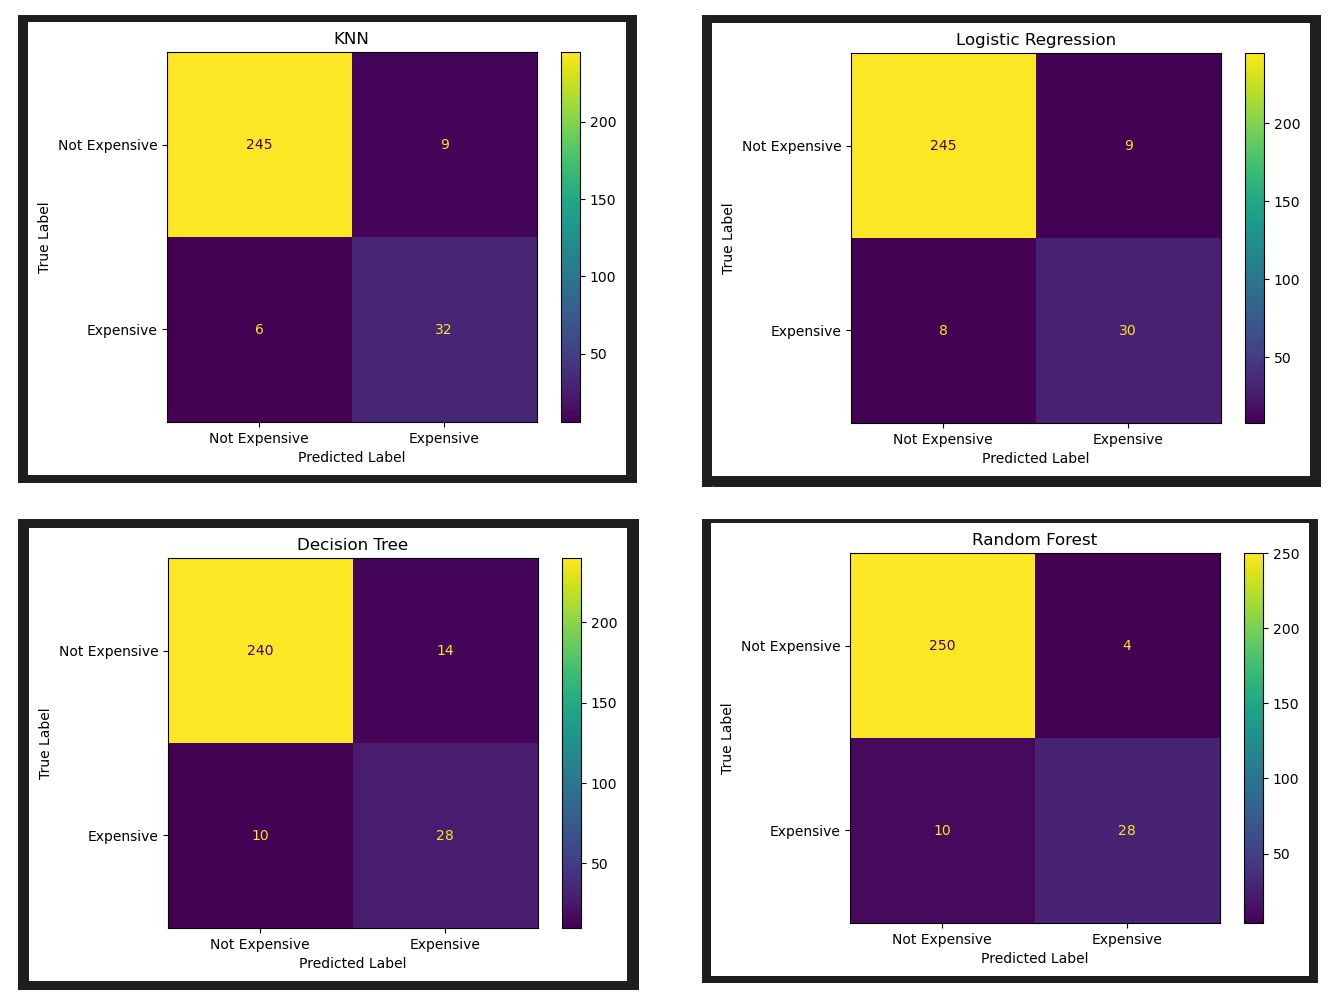 KNN
Not Expensive
245
9
200
150
100
50
True Label
Expensive
6
32
Not Expensive
Expensive
Predicted Label
Logistic Regression
Not Expensive
245
9
200
150
100
50
True Label
Expensive
8
30
Not Expensive
Expensive
Predicted Label
Decision Tree
Not Expensive
240
14
200
150
100
50
True Label
Expensive
10
28
Not Expensive
Expensive
Predicted Label
Random Forest
Not Expensive
250
4
250
200
150
100
50
True Label
Expensive
10
28
Not Expensive
Expensive
Predicted Label